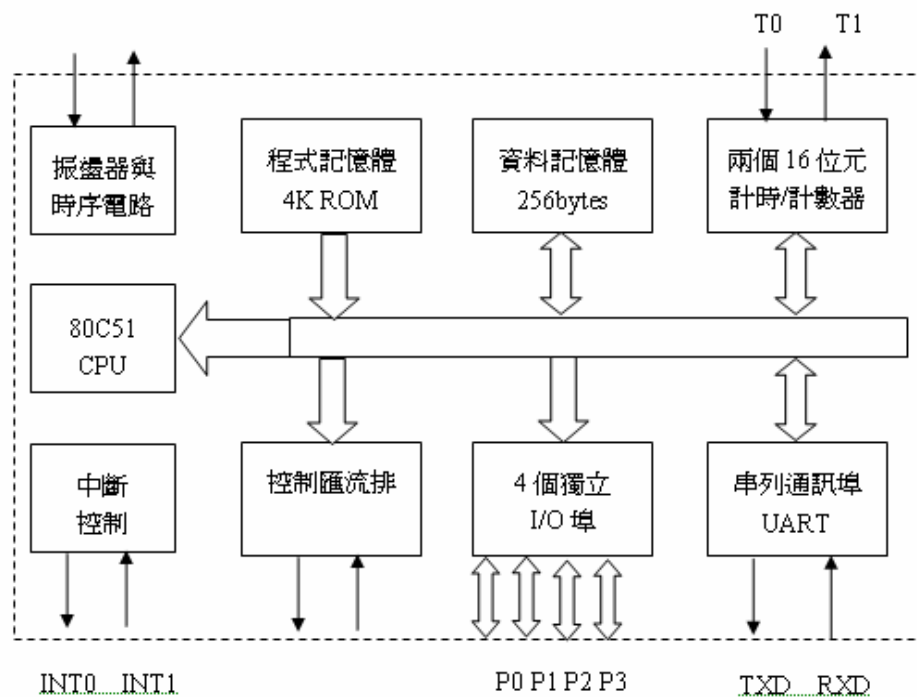 T0 T1
振盪器與
時序電路
程式記憶體
4K ROM
資料記憶體
256bytes
兩個 16 位元
計時/計數器
80C51
CPU
中斷
控制
控制匯流排
4 個獨立
I/O 埠
串列通訊埠
UART
INT0 INT1
P0 P1 P2 P3
TXD RXD